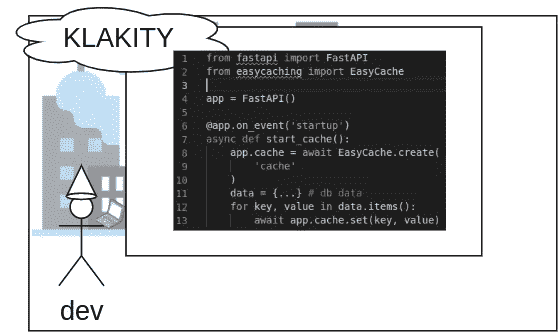 KLAKITY
1 from fastapi import FastAPI
2 from easycaching import EasyCache
3
4 app = FastAPI()
5
6 @app.on_event('startup')
7 async def start_cache():
8 app.cache = await EasyCache.create(
9 'cache'
10 )
11 data = {...} # db data
12 for key, value in data.items():
13 await app.cache.set(key, value)
dev